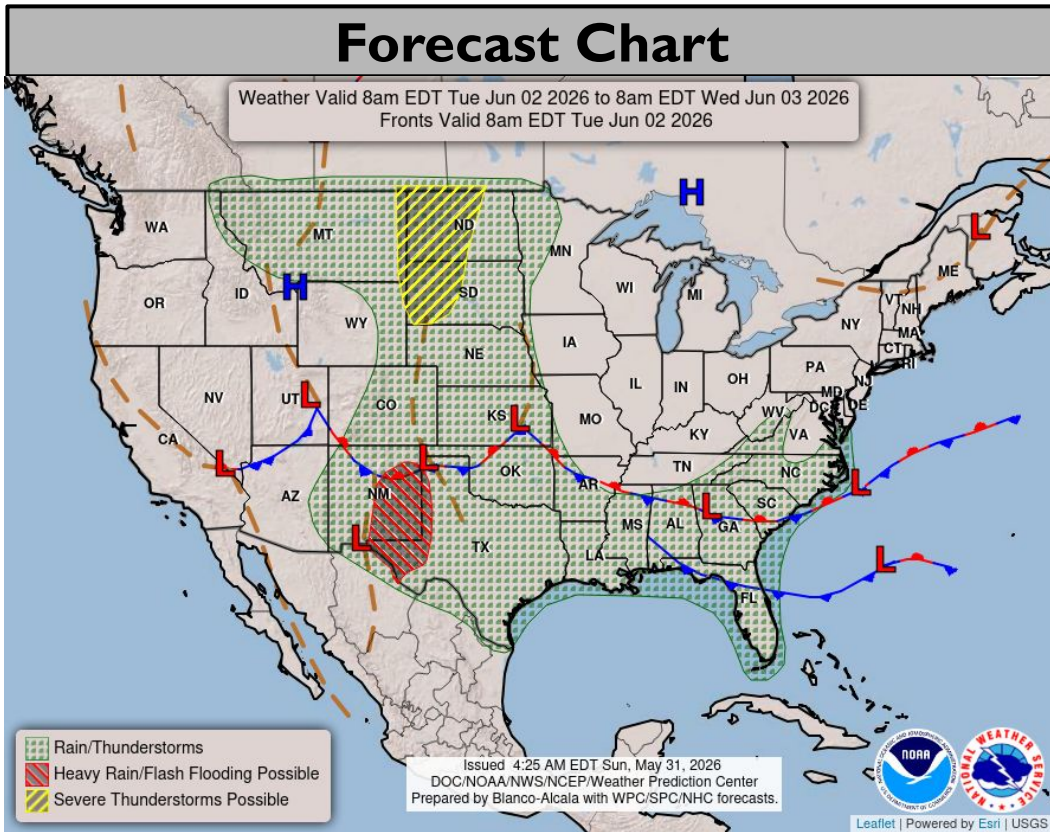 Forecast Chart
Weather Valid 8am EDT Tue Jun 02 2026 to 8am EDT Wed Jun 03 2026
Fronts Valid 8am EDT Tue Jun 02 2026
H
L
WA
MT
ND
MN
ME
OR
ID
H
SD
WI
MI
VT
NH
WY
NY
MA
CT
RI
IA
NE
PA
NJ
OH
IL
IN
MD
DE
DC
NV
UT
L
CO
KS
L
MO
WV
VA
CA
KY
L
L
TN
NC
OK
AR
L
AZ
NM
SC
L
GA
MS
AL
L
TX
LA
L
FL
Rain/Thunderstorms
Heavy Rain/Flash Flooding Possible
Severe Thunderstorms Possible
Issued 4:25 AM EDT Sun, May 31, 2026
DOC/NOAA/NWS/NCEP/Weather Prediction Center
Prepared by Blanco-Alcala with WPC/SPC/NHC forecasts.
NOAA
NATIONAL WEATHER SERVICE
Leaflet | Powered by Esri | USGS